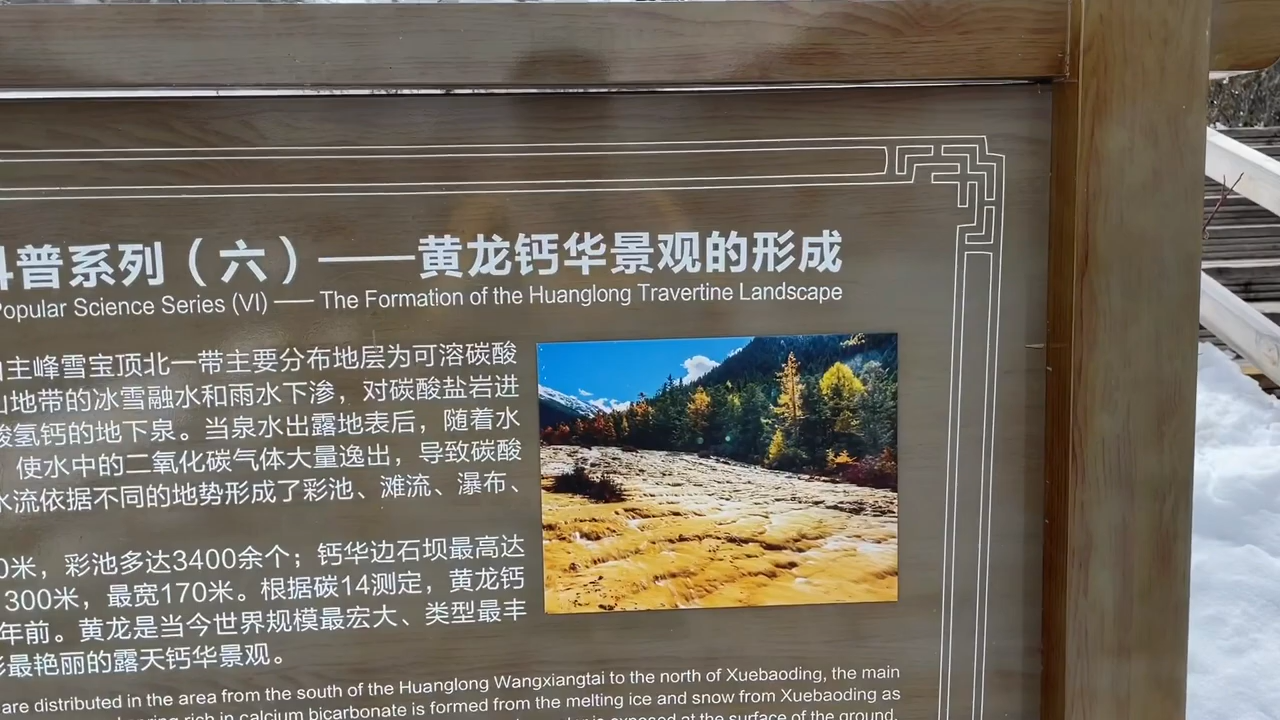 普系列（六）——黄龙钙华景观的形成
Popular Science Series (VI) —— The Formation of the Huanglong Travertine Landscape
主峰雪宝顶北一带主要分布地层为可溶碳酸
地带的冰雪融水和雨水下渗，对碳酸盐岩进
酸氢钙的地下泉。当泉水出露地表后，随着水
使水中的二氧化碳气体大量逸出，导致碳酸
水流依据不同的地势形成了彩池、滩流、瀑布、
0米，彩池多达3400余个；钙华边石坝最高达
1300米，最宽170米。根据碳14测定，黄龙钙
年前。黄龙是当今世界规模最宏大、类型最丰
最艳丽的露天钙华景观。
are distributed in the area from the south of the Huanglong Wangxiangtai to the north of Xuebaoding, the main
rich in calcium bicarbonate is formed from the melting ice and snow from Xuebaoding as
is exposed at the surface of the ground,